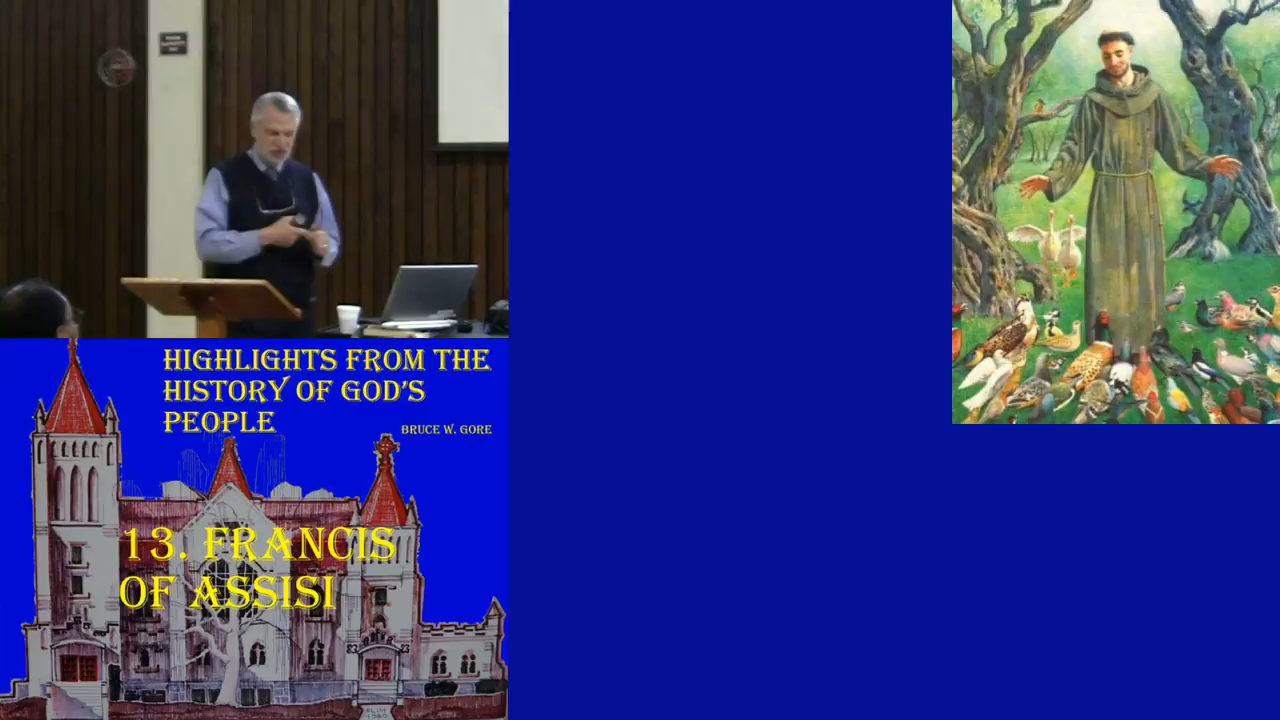 HIGHLIGHTS FROM THE
HISTORY OF GOD'S
PEOPLE
BRUCE W. GORE
13. FRANCIS
OF ASSISI